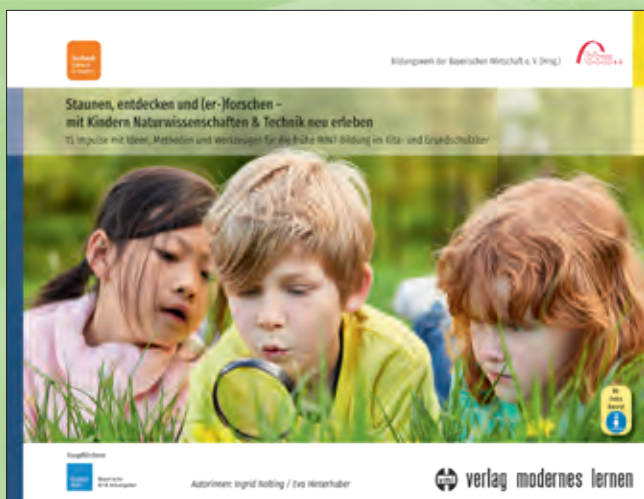 Bildungswerk der Bayerischen Wirtschaft e. V. (Hrsg.)
Staunen, entdecken und (er-)forschen –
mit Kindern Naturwissenschaften & Technik neu erleben
15 Impulse mit Ideen, Methoden und Werkzeugen für die frühe MINT-Bildung im Kita- und Grundschulalter
Hauptförderer
Autorinnen: Ingrid Nolting / Eva Hinterhuber
verlag modernes lernen